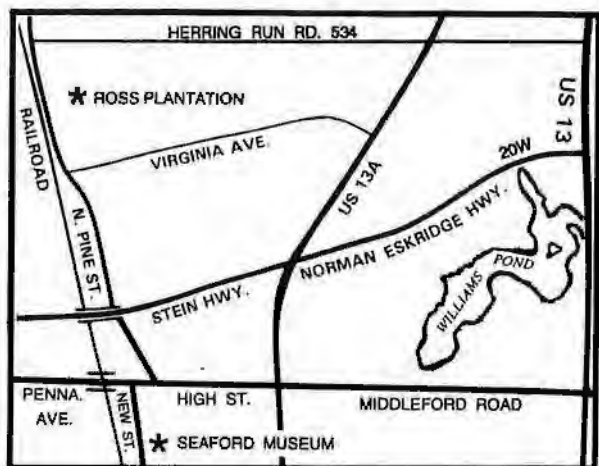 HERRING RUN RD. 534
ROSS PLANTATION
RAILROAD
VIRGINIA AVE.
US 13
US 13A
20W
N. PINE ST.
NORMAN ESKRIDGE HWY.
STEIN HWY.
WILLIAMS POND
PENNA.
AVE.
NEW ST.
HIGH ST.
MIDDLEFORD ROAD
SEAFORD MUSEUM